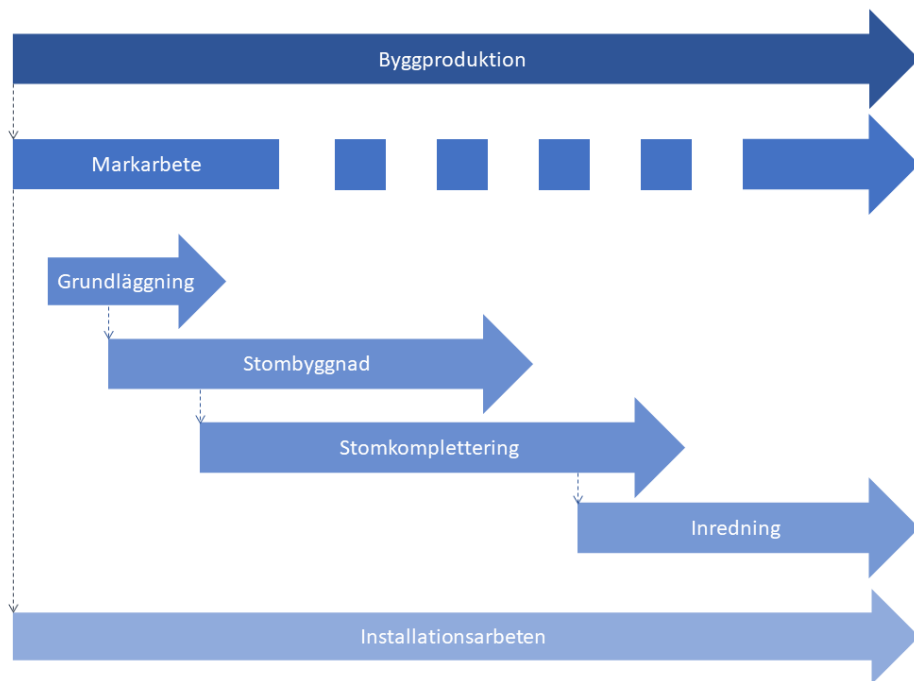 Byggproduktion
Markarbete
Grundläggning
Stombyggnad
Stomkomplettering
Inredning
Installationsarbeten